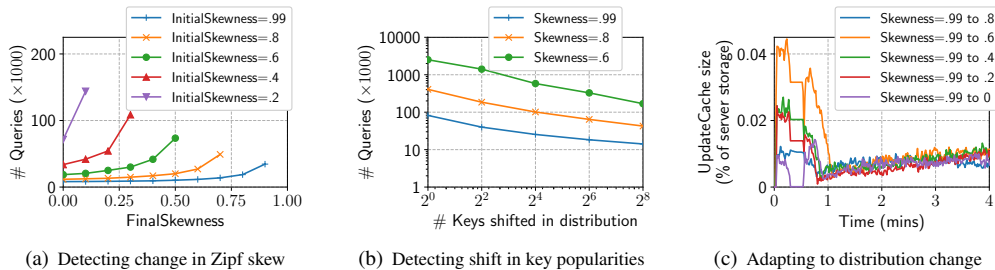 InitialSkewness=.99
InitialSkewness=.8
InitialSkewness=.6
InitialSkewness=.4
InitialSkewness=.2
200
100
0
# Queries (×1000)
0.00 0.25 0.50 0.75 1.00
FinalSkewness
(a) Detecting change in Zipf skew
Skewness=.99
Skewness=.8
Skewness=.6
10000
1000
100
10
1
# Queries (×1000)
2^0 2^2 2^4 2^6 2^8
# Keys shifted in distribution
(b) Detecting shift in key popularities
Skewness=.99 to .8
Skewness=.99 to .6
Skewness=.99 to .4
Skewness=.99 to .2
Skewness=.99 to 0
0.04
0.02
0
UpdateCache size
(% of server storage)
0 1 2 3 4
Time (mins)
(c) Adapting to distribution change